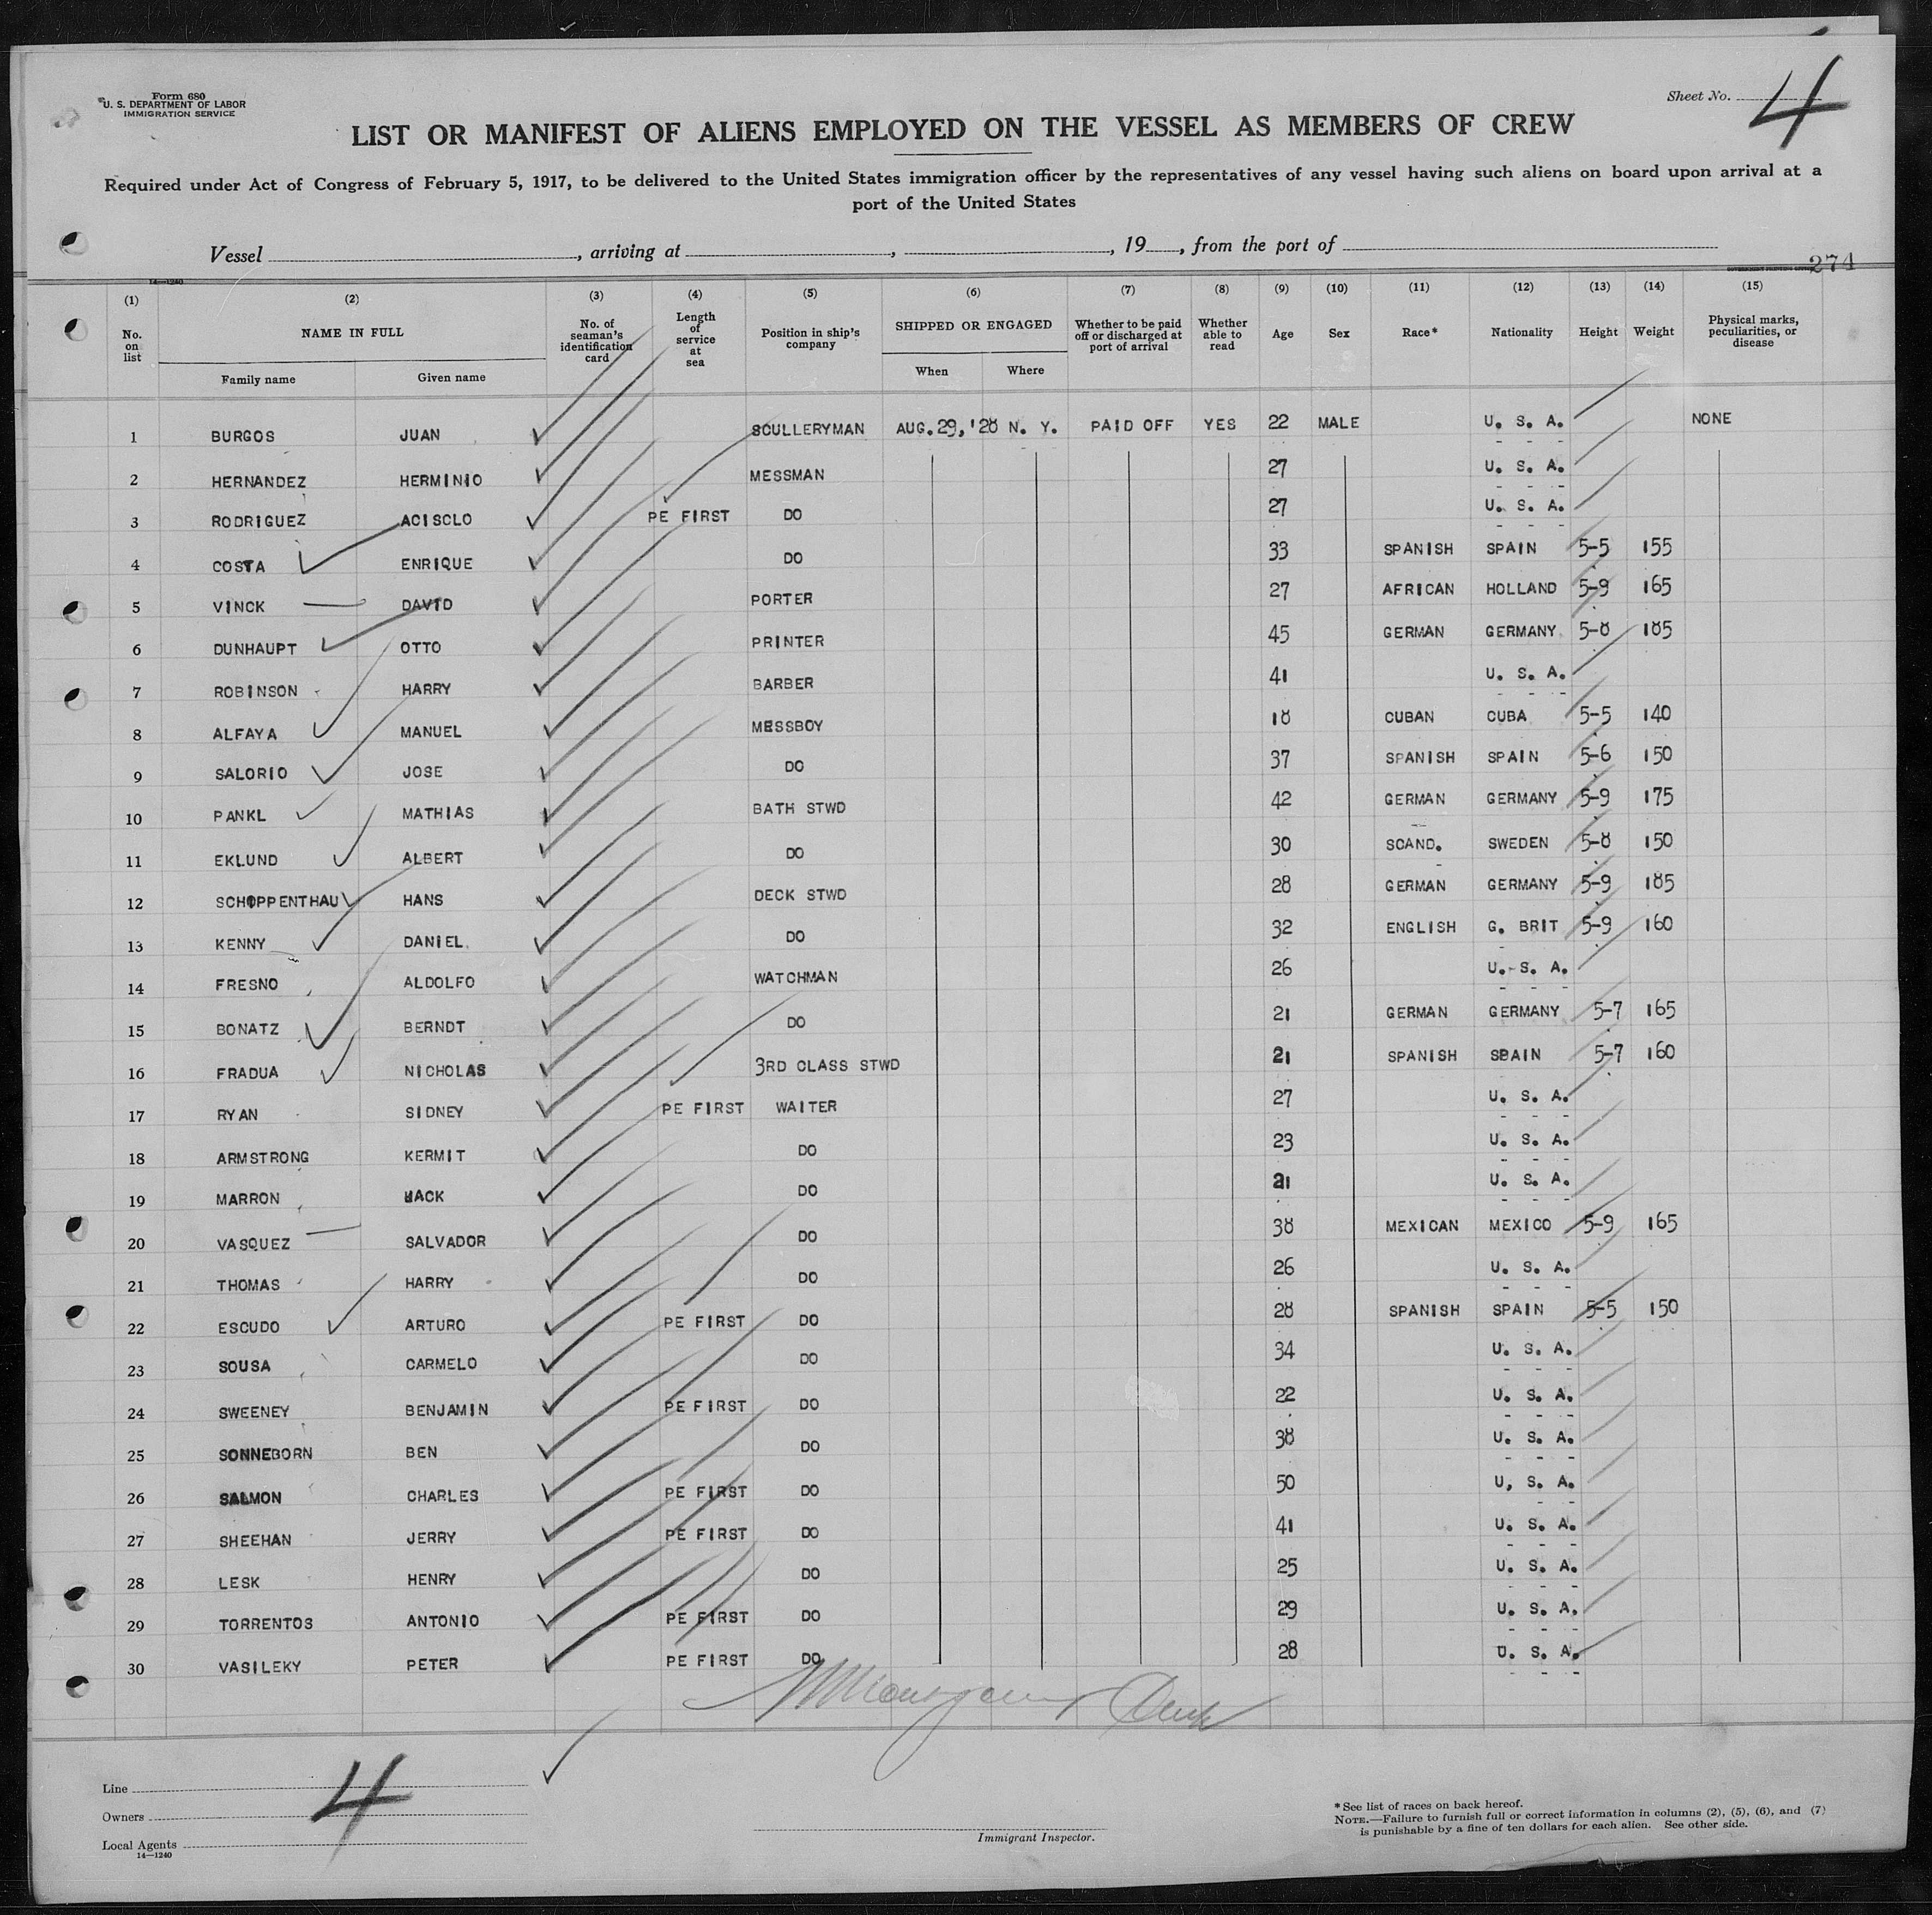 Form 680
U. S. DEPARTMENT OF LABOR
IMMIGRATION SERVICE
Sheet No. 4
LIST OR MANIFEST OF ALIENS EMPLOYED ON THE VESSEL AS MEMBERS OF CREW
Required under Act of Congress of February 5, 1917, to be delivered to the United States immigration officer by the representatives of any vessel having such aliens on board upon arrival at a
port of the United States
Vessel , arriving at , , 19 , from the port of
14—1240 274
(1) (2) (3) (4) (5) (6) (7) (8) (9) (10) (11) (12) (13) (14) (15)
No. on list NAME IN FULL Family name Given name No. of seaman's identification card Length of service at sea Position in ship's company SHIPPED OR ENGAGED When Where Whether to be paid off or discharged at port of arrival Whether able to read Age Sex Race* Nationality Height Weight Physical marks, peculiarities, or disease
1 BURGOS JUAN SCULLERYMAN AUG. 29, '28 N. Y. PAID OFF YES 22 MALE U. S. A. NONE
2 HERNANDEZ HERMINIO MESSMAN 27 U. S. A.
3 RODRIGUEZ ACISCLO PE FIRST DO 27 U. S. A.
4 COSTA ENRIQUE DO 33 SPANISH SPAIN 5-5 155
5 VINCK DAVID PORTER 27 AFRICAN HOLLAND 5-9 165
6 DUNHAUPT OTTO PRINTER 45 GERMAN GERMANY 5-8 185
7 ROBINSON HARRY BARBER 41 U. S. A.
8 ALFAYA MANUEL MESSBOY 18 CUBAN CUBA 5-5 140
9 SALORIO JOSE DO 37 SPANISH SPAIN 5-6 150
10 PANKL MATHIAS BATH STWD 42 GERMAN GERMANY 5-9 175
11 EKLUND ALBERT DO 30 SCAND. SWEDEN 5-8 150
12 SCHOPPENTHAU HANS DECK STWD 28 GERMAN GERMANY 5-9 185
13 KENNY DANIEL DO 32 ENGLISH G. BRIT 5-9 160
14 FRESNO ALDOLFO WATCHMAN 26 U. S. A.
15 BONATZ BERNDT DO 21 GERMAN GERMANY 5-7 165
16 FRADUA NICHOLAS 3RD CLASS STWD 21 SPANISH SPAIN 5-7 160
17 RYAN SIDNEY PE FIRST WAITER 27 U. S. A.
18 ARMSTRONG KERMIT DO 23 U. S. A.
19 MARRON JACK DO 21 U. S. A.
20 VASQUEZ SALVADOR DO 38 MEXICAN MEXICO 5-9 165
21 THOMAS HARRY DO 26 U. S. A.
22 ESCUDO ARTURO PE FIRST DO 28 SPANISH SPAIN 5-5 150
23 SOUSA CARMELO DO 34 U. S. A.
24 SWEENEY BENJAMIN PE FIRST DO 22 U. S. A.
25 SONNEBORN BEN DO 38 U. S. A.
26 SALMON CHARLES PE FIRST DO 50 U, S. A.
27 SHEEHAN JERRY PE FIRST DO 41 U. S. A.
28 LESK HENRY DO 25 U. S. A.
29 TORRENTOS ANTONIO PE FIRST DO 29 U. S. A.
30 VASILEKY PETER PE FIRST DO 28 U. S. A.
Line
Owners 4
Local Agents
14—1240
Immigrant Inspector.
*See list of races on back hereof.
NOTE.—Failure to furnish full or correct information in columns (2), (5), (6), and (7)
is punishable by a fine of ten dollars for each alien. See other side.